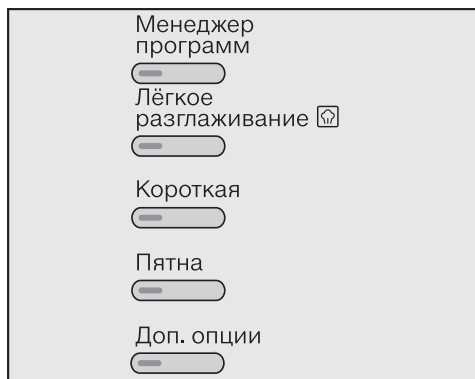 Менеджер
программ
Лёгкое
разглаживание
Короткая
Пятна
Доп. опции